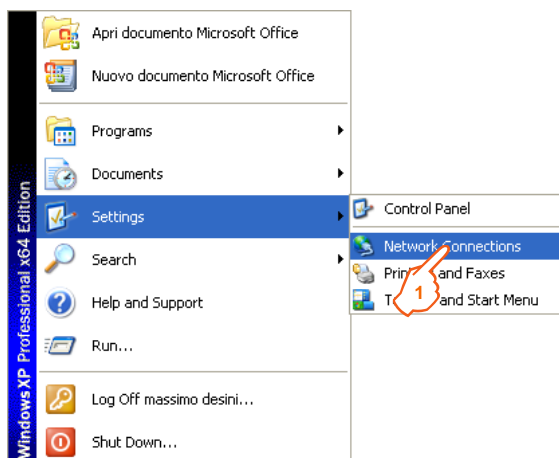 Apri documento Microsoft Office
Nuovo documento Microsoft Office
Programs
Documents
Settings
Search
Help and Support
Run...
Log Off massimo desini...
Shut Down...
Windows XP Professional x64 Edition
Control Panel
Network Connections
and Faxes
and Start Menu
1